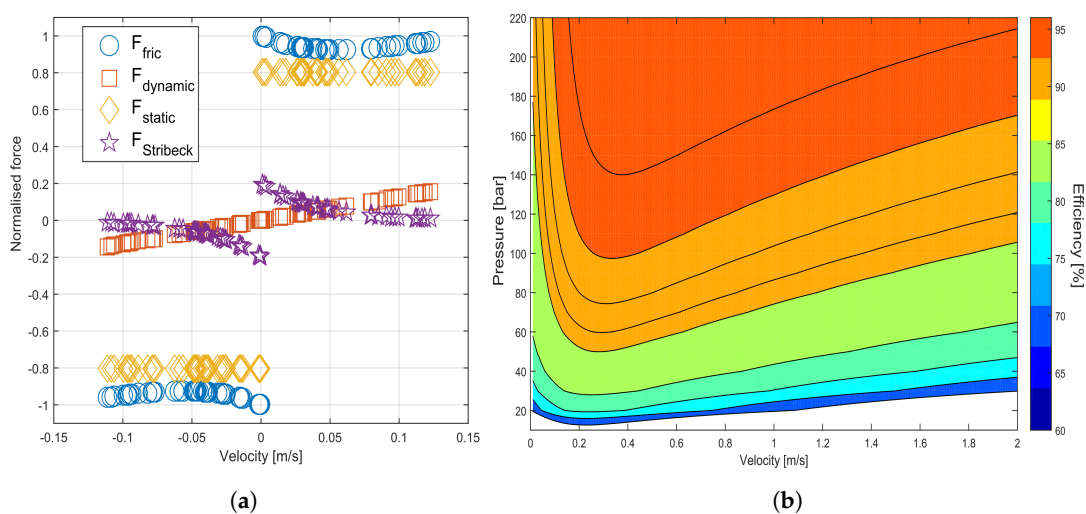 F_fric
F_dynamic
F_static
F_Stribeck
1
0.8
0.6
0.4
0.2
0
-0.2
-0.4
-0.6
-0.8
-1
Normalised force
-0.15 -0.1 -0.05 0 0.05 0.1 0.15
Velocity [m/s]
(a)
220
200
180
160
140
120
100
80
60
40
20
Pressure [bar]
0 0.2 0.4 0.6 0.8 1 1.2 1.4 1.6 1.8 2
Velocity [m/s]
95
90
85
80
75
70
65
60
Efficiency [%]
(b)